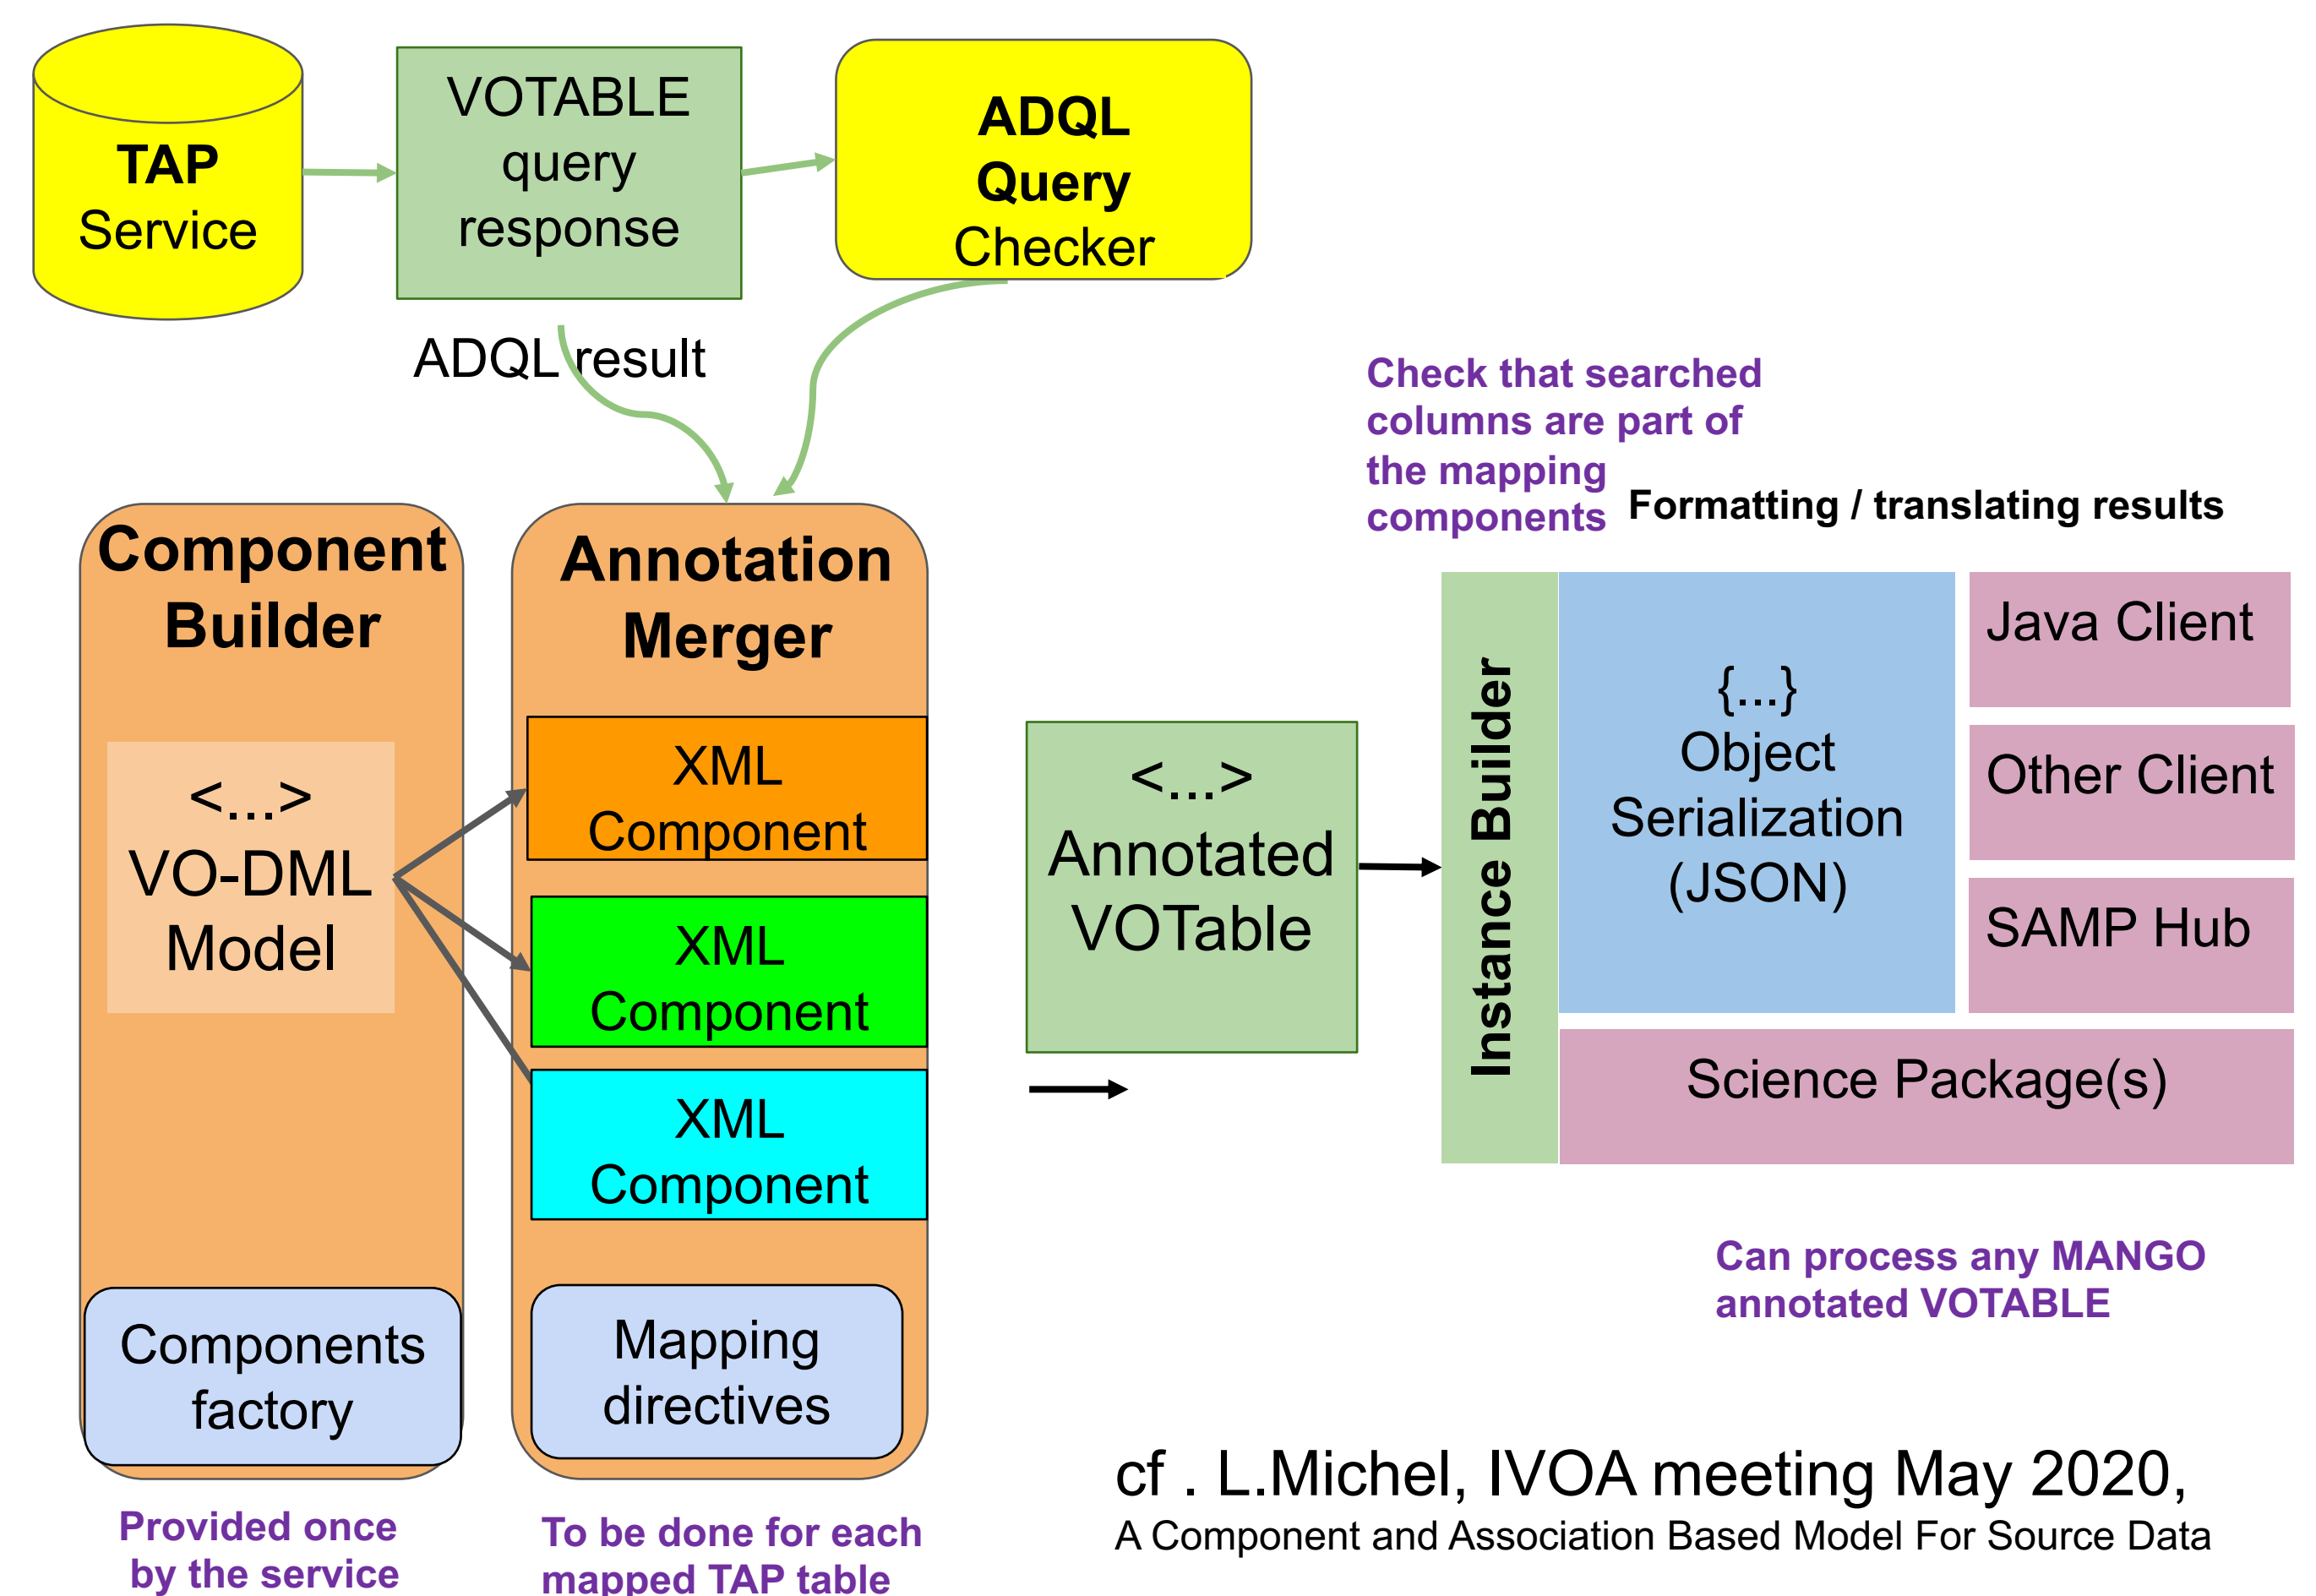 TAP
Service
VOTABLE
query
response
ADQL
Query
Checker
ADQL result
Check that searched
columns are part of
the mapping
components
Formatting / translating results
Component
Builder
<...>
VO-DML
Model
Components
factory
Provided once
by the service
Annotation
Merger
XML
Component
XML
Component
XML
Component
Mapping
directives
To be done for each
mapped TAP table
<...>
Annotated
VOTable
Instance Builder
{...}
Object
Serialization
(JSON)
Java Client
Other Client
SAMP Hub
Science Package(s)
Can process any MANGO
annotated VOTABLE
cf . L.Michel, IVOA meeting May 2020,
A Component and Association Based Model For Source Data